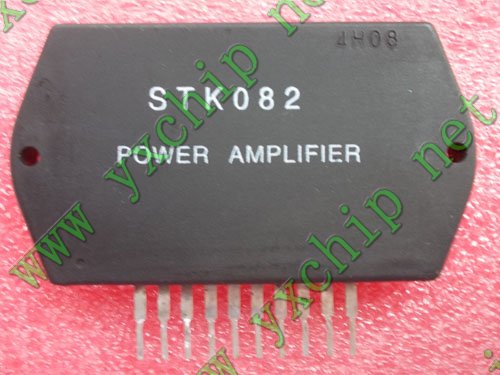 4H08
STK082
POWER AMPLIFIER
www yxchip net
www yxchip net